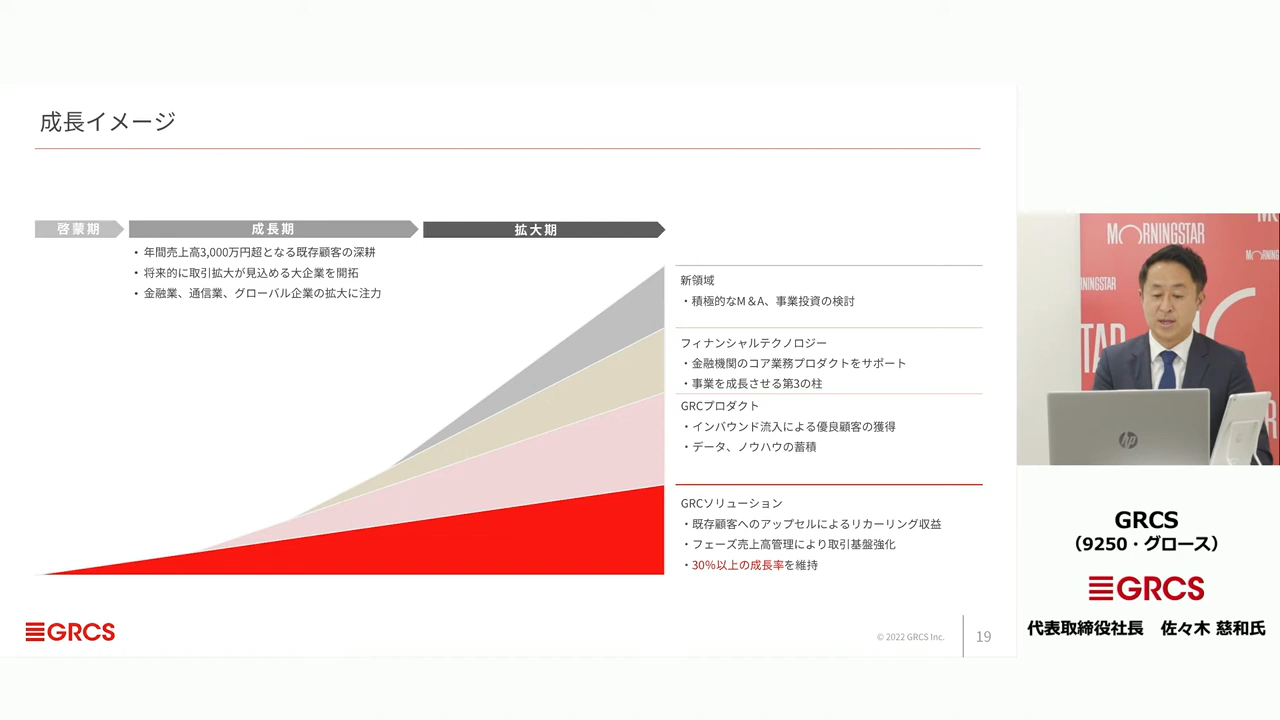 成長イメージ
啓蒙期
成長期
拡大期
・年間売上高3,000万円超となる既存顧客の深耕
・将来的に取引拡大が見込める大企業を開拓
・金融業、通信業、グローバル企業の拡大に注力
新領域
・積極的なM＆A、事業投資の検討
フィナンシャルテクノロジー
・金融機関のコア業務プロダクトをサポート
・事業を成長させる第3の柱
GRCプロダクト
・インバウンド流入による優良顧客の獲得
・データ、ノウハウの蓄積
GRCソリューション
・既存顧客へのアップセルによるリカーリング収益
・フェーズ売上高管理により取引基盤強化
・30%以上の成長率を維持
GRCS
© 2022 GRCS Inc.
19
MORNINGSTAR
MORNINGSTAR
STAR
hp
GRCS
（9250・グロース）
GRCS
代表取締役社長　佐々木 慈和氏